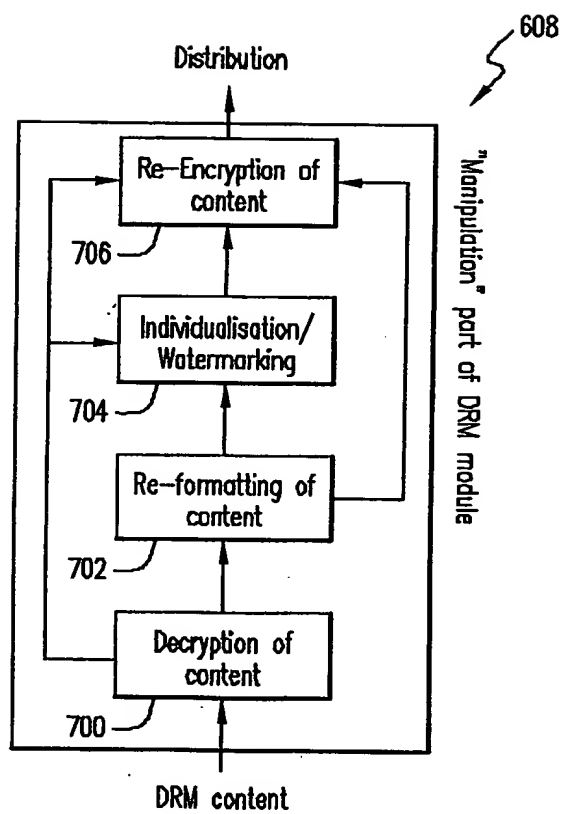 608
Distribution
Re-Encryption of
content
706
Individualisation/
Watermarking
704
Re-formatting of
content
702
Decryption of
content
700
DRM content
"Manipulation" part of DRM module